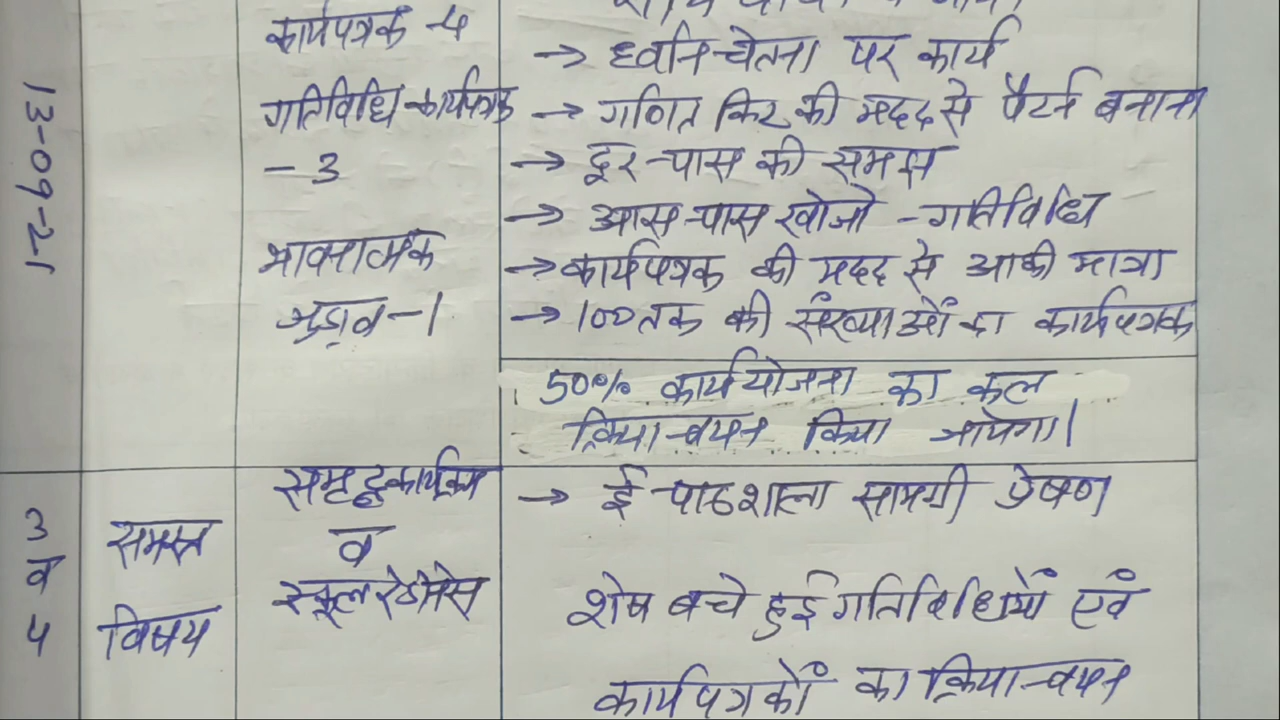 कार्यपत्रक -4
→ ध्वनि चेतना पर कार्य
गतिविधि कार्यपत्रक
→ गणित किट की मदद से पैटर्न बनाना
- 3
→ दूर-पास की समझ
→ आस-पास खोजो - गतिविधि
भावनात्मक
→ कार्यपत्रक की मदद से आ की मात्रा
जुड़ाव -1
→ 100 तक की संख्याओं का कार्यपत्रक
13-09-21
50% कार्ययोजना का कल
क्रियान्वयन किया जायेगा।
समृद्ध कार्यक्रम
→ ई-पाठशाला सामग्री प्रेषण
3
व
4
समस्त
विषय
व
स्कूल रेडीनेस
शेष बचे हुई गतिविधियों एवं
कार्यपत्रकों का क्रियान्वयन